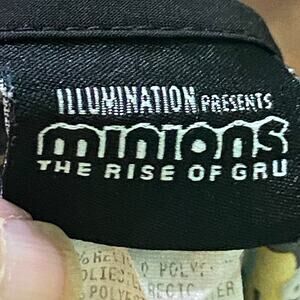 ILLUMINATION PRESENTS
minions
THE RISE OF GRU